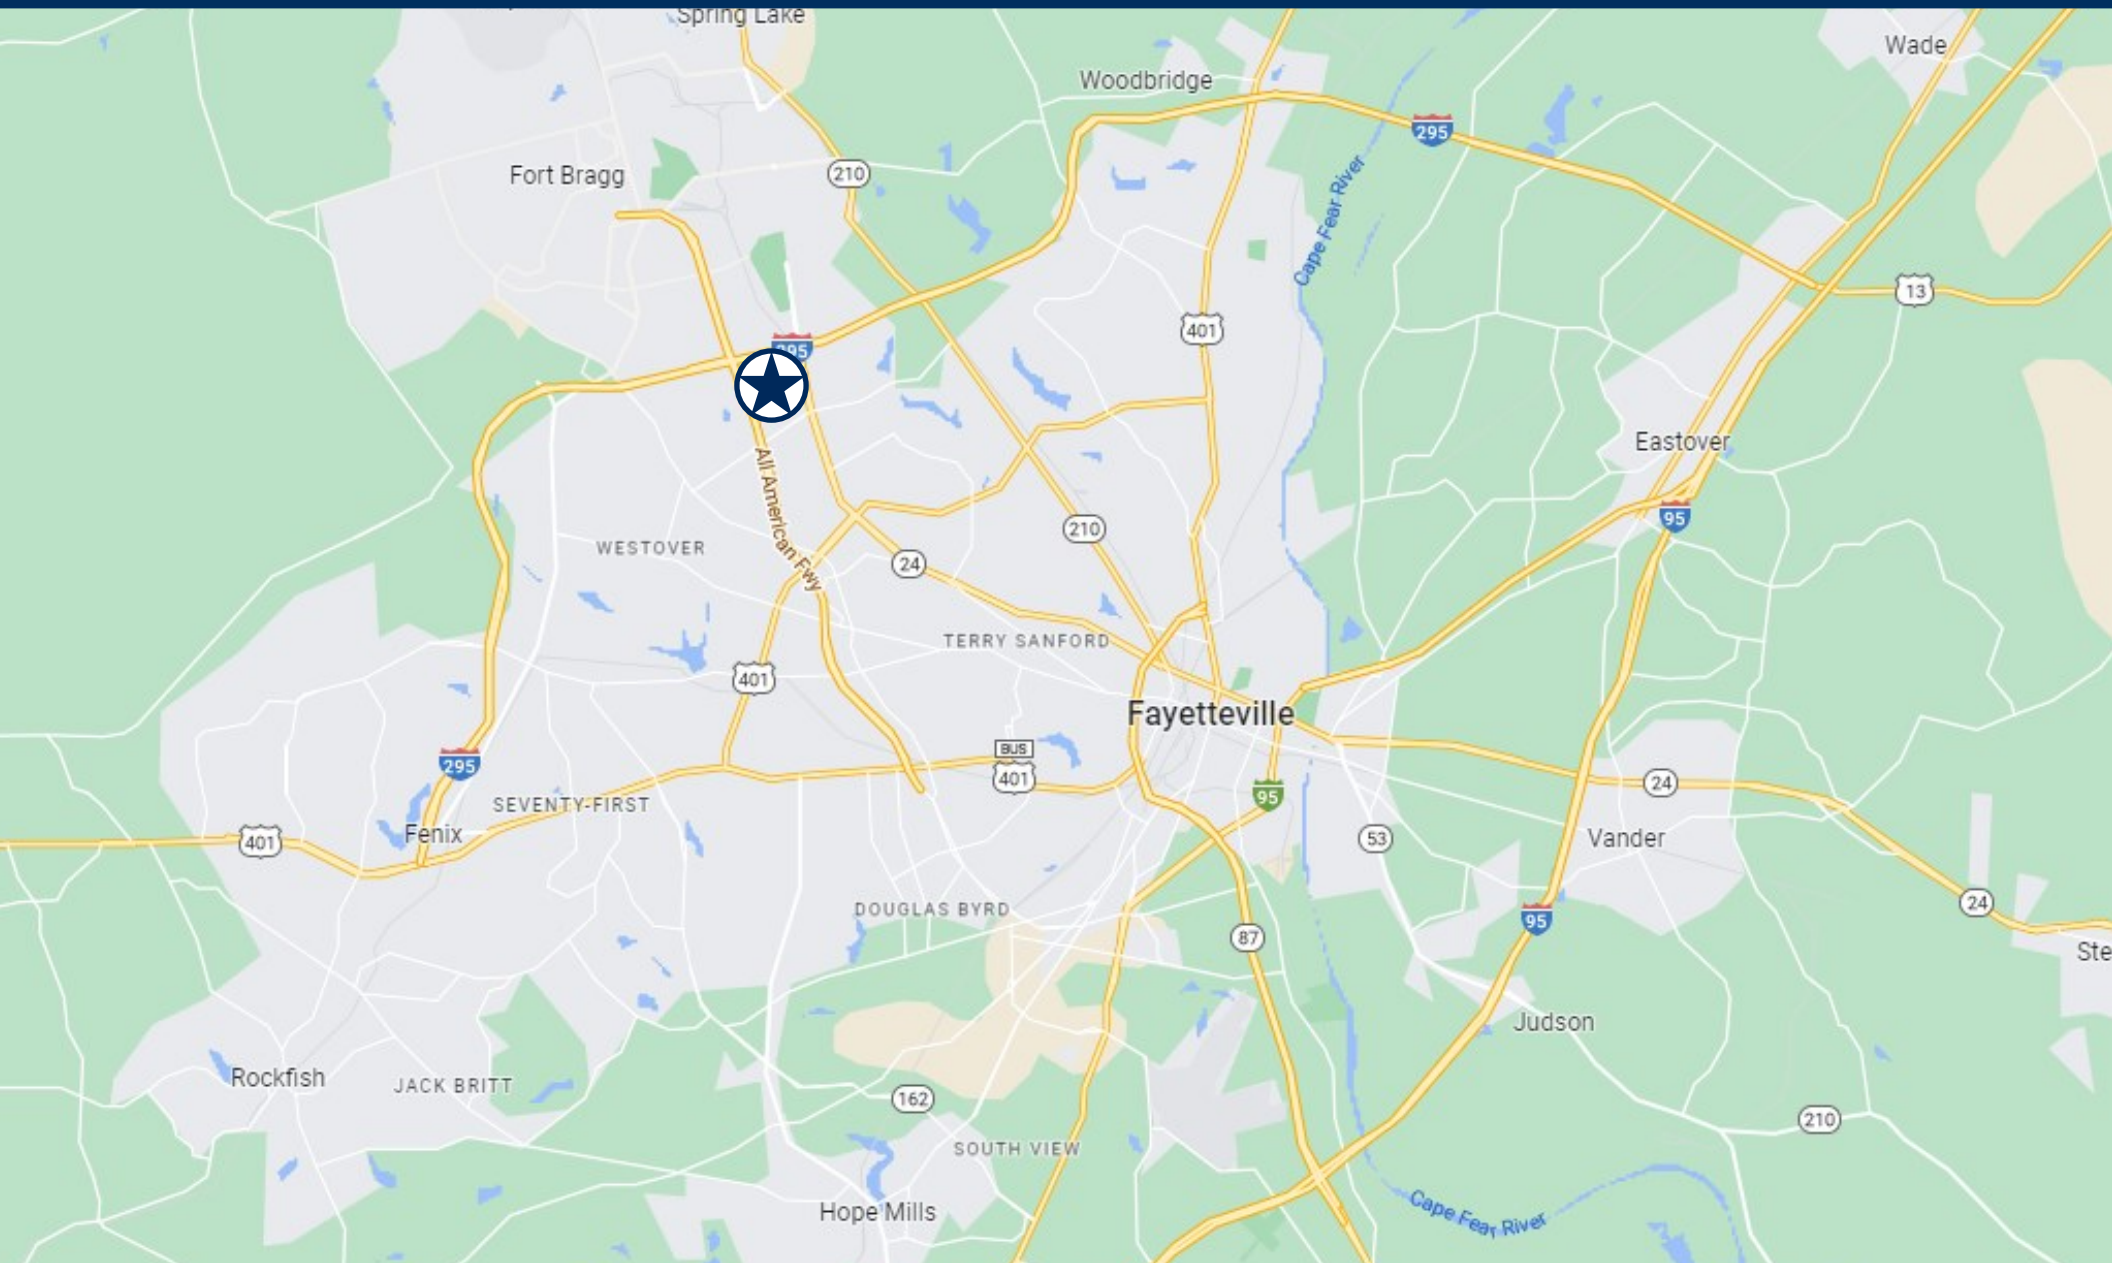 Spring Lake
Wade
Woodbridge
295
Fort Bragg
210
Cape Fear River
13
401
295
Eastover
All American Fwy
95
WESTOVER
210
24
TERRY SANFORD
401
Fayetteville
BUS
401
295
24
95
SEVENTY-FIRST
Fenix
401
53
Vander
24
DOUGLAS BYRD
95
87
Ste
Judson
Rockfish
JACK BRITT
162
210
SOUTH VIEW
Hope Mills
Cape Fear River